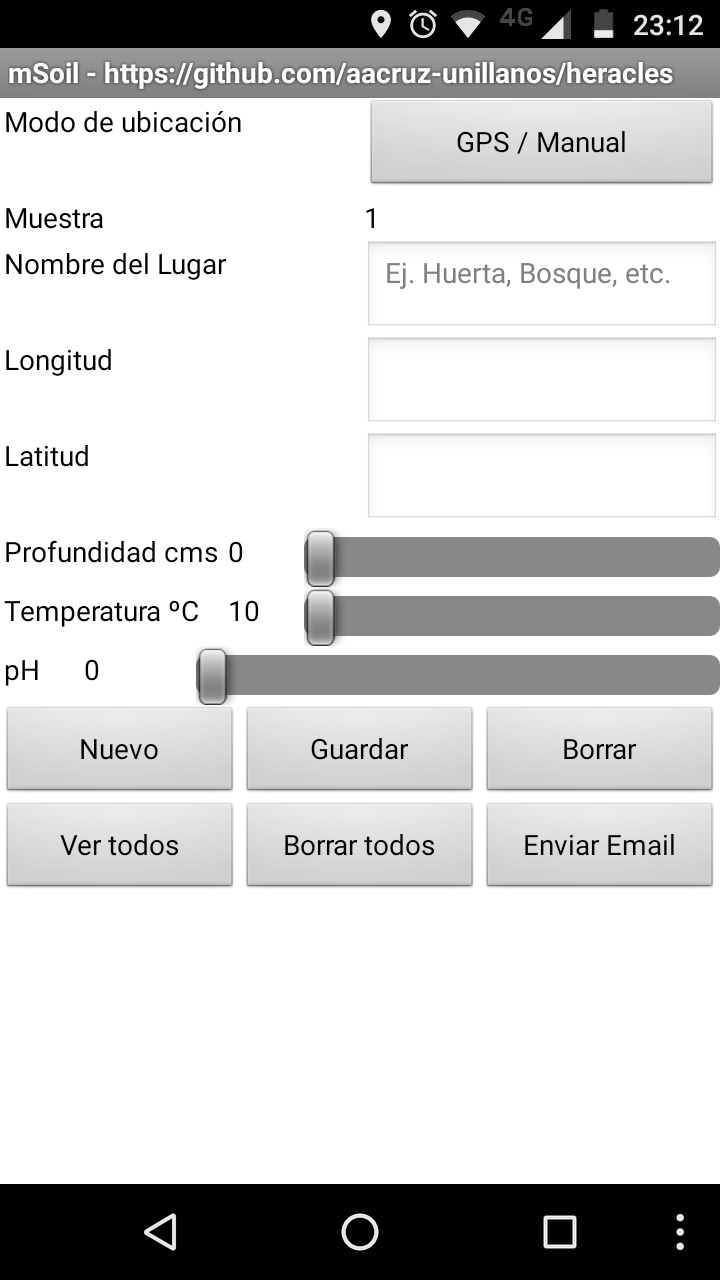 4G 23:12
mSoil - https://github.com/aacruz-unillanos/heracles
Modo de ubicación GPS / Manual
Muestra 1
Nombre del Lugar Ej. Huerta, Bosque, etc.
Longitud
Latitud
Profundidad cms 0
Temperatura ºC 10
pH 0
Nuevo Guardar Borrar
Ver todos Borrar todos Enviar Email